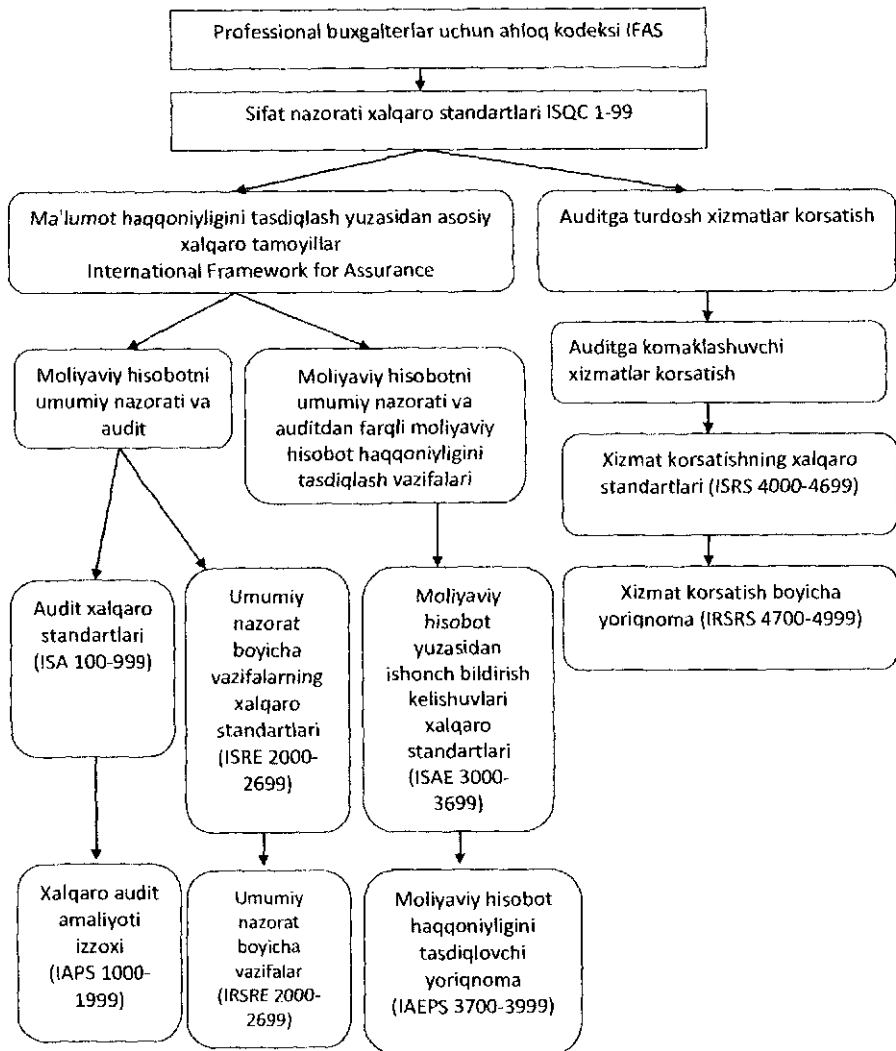 Professional buxgalterlar uchun ahloq kodeksi IFAS
Sifat nazorati xalqaro standartlari ISQC 1-99
Ma'lumot haqqoniyligini tasdiqlash yuzasidan asosiy
xalqaro tamoyillar
International Framework for Assurance
Auditga turdosh xizmatlar korsatish
Moliyaviy hisobotni
umumiy nazorati va
audit
Moliyaviy hisobotni
umumiy nazorati va
auditdan farqli moliyaviy
hisobot haqqoniyligini
tasdiqlash vazifalari
Auditga komaklashuvchi
xizmatlar korsatish
Xizmat korsatishning xalqaro
standartlari (ISRS 4000-4699)
Xizmat korsatish boyicha
yoriqnoma (IRSRS 4700-4999)
Audit xalqaro
standartlari
(ISA 100-999)
Umumiy
nazorat
boyicha
vazifalarning
xalqaro
standartlari
(ISRE 2000-
2699)
Moliyaviy
hisobot
yuzasidan
ishonch bildirish
kelishuvlari
xalqaro
standartlari
(ISAE 3000-
3699)
Xalqaro audit
amaliyoti
izzoxi
(IAPS 1000-
1999)
Umumiy
nazorat
boyicha
vazifalar
(IRSRE 2000-
2699)
Moliyaviy hisobot
haqqoniyligini
tasdiqlovchi
yoriqnoma
(IAEPS 3700-3999)